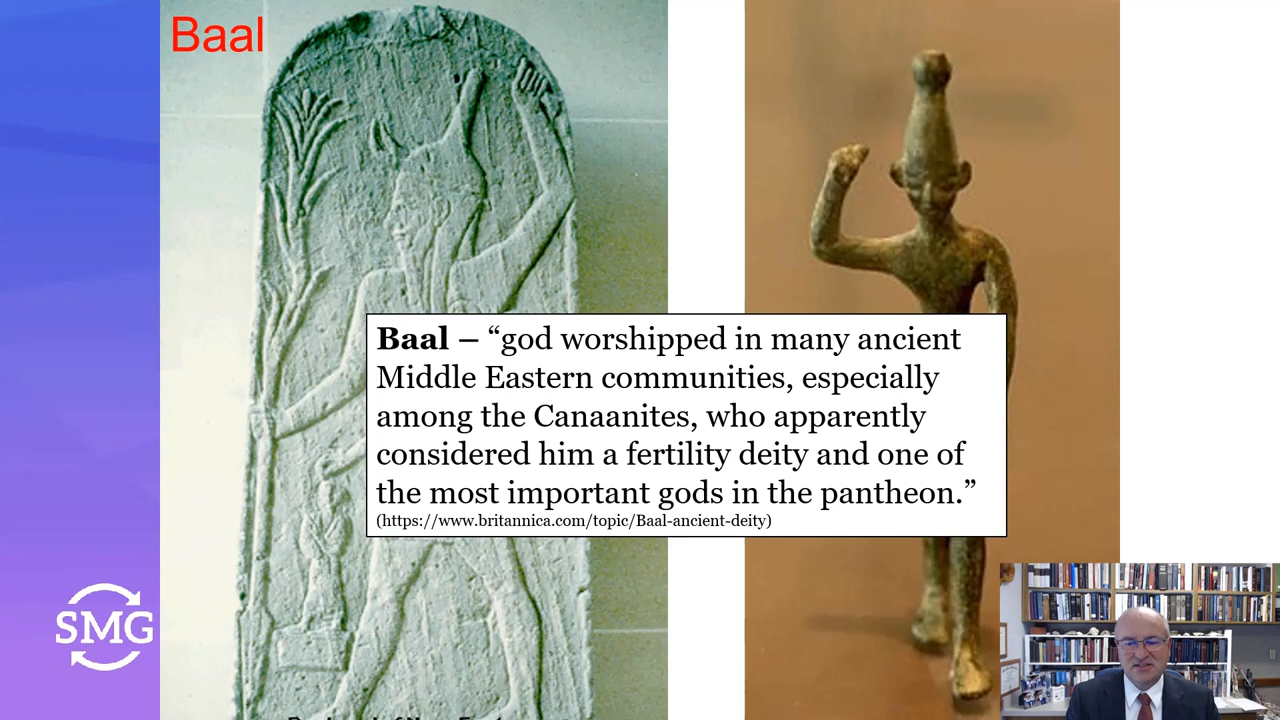 Baal
Baal – “god worshipped in many ancient
Middle Eastern communities, especially
among the Canaanites, who apparently
considered him a fertility deity and one of
the most important gods in the pantheon.”
(https://www.britannica.com/topic/Baal-ancient-deity)
SMG